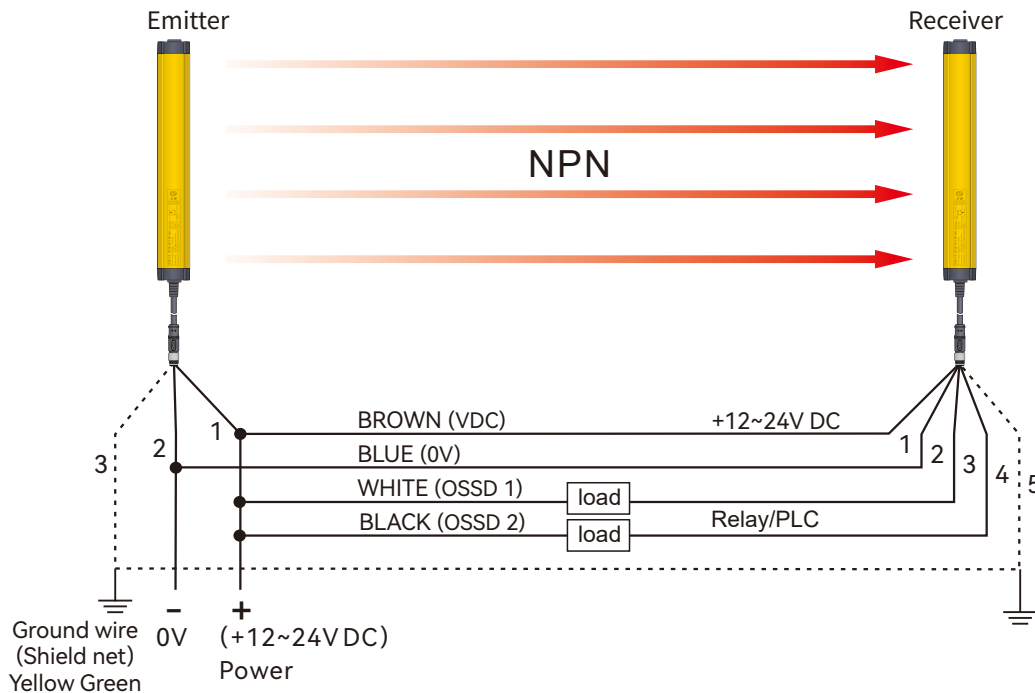 Emitter
Receiver
NPN
BROWN (VDC)
+12~24V DC
1
1
BLUE (0V)
2
2
3
WHITE (OSSD 1)
load
3
BLACK (OSSD 2)
load
Relay/PLC
4
5
- +
Ground wire
(Shield net)
Yellow Green
0V
(+12~24V DC)
Power